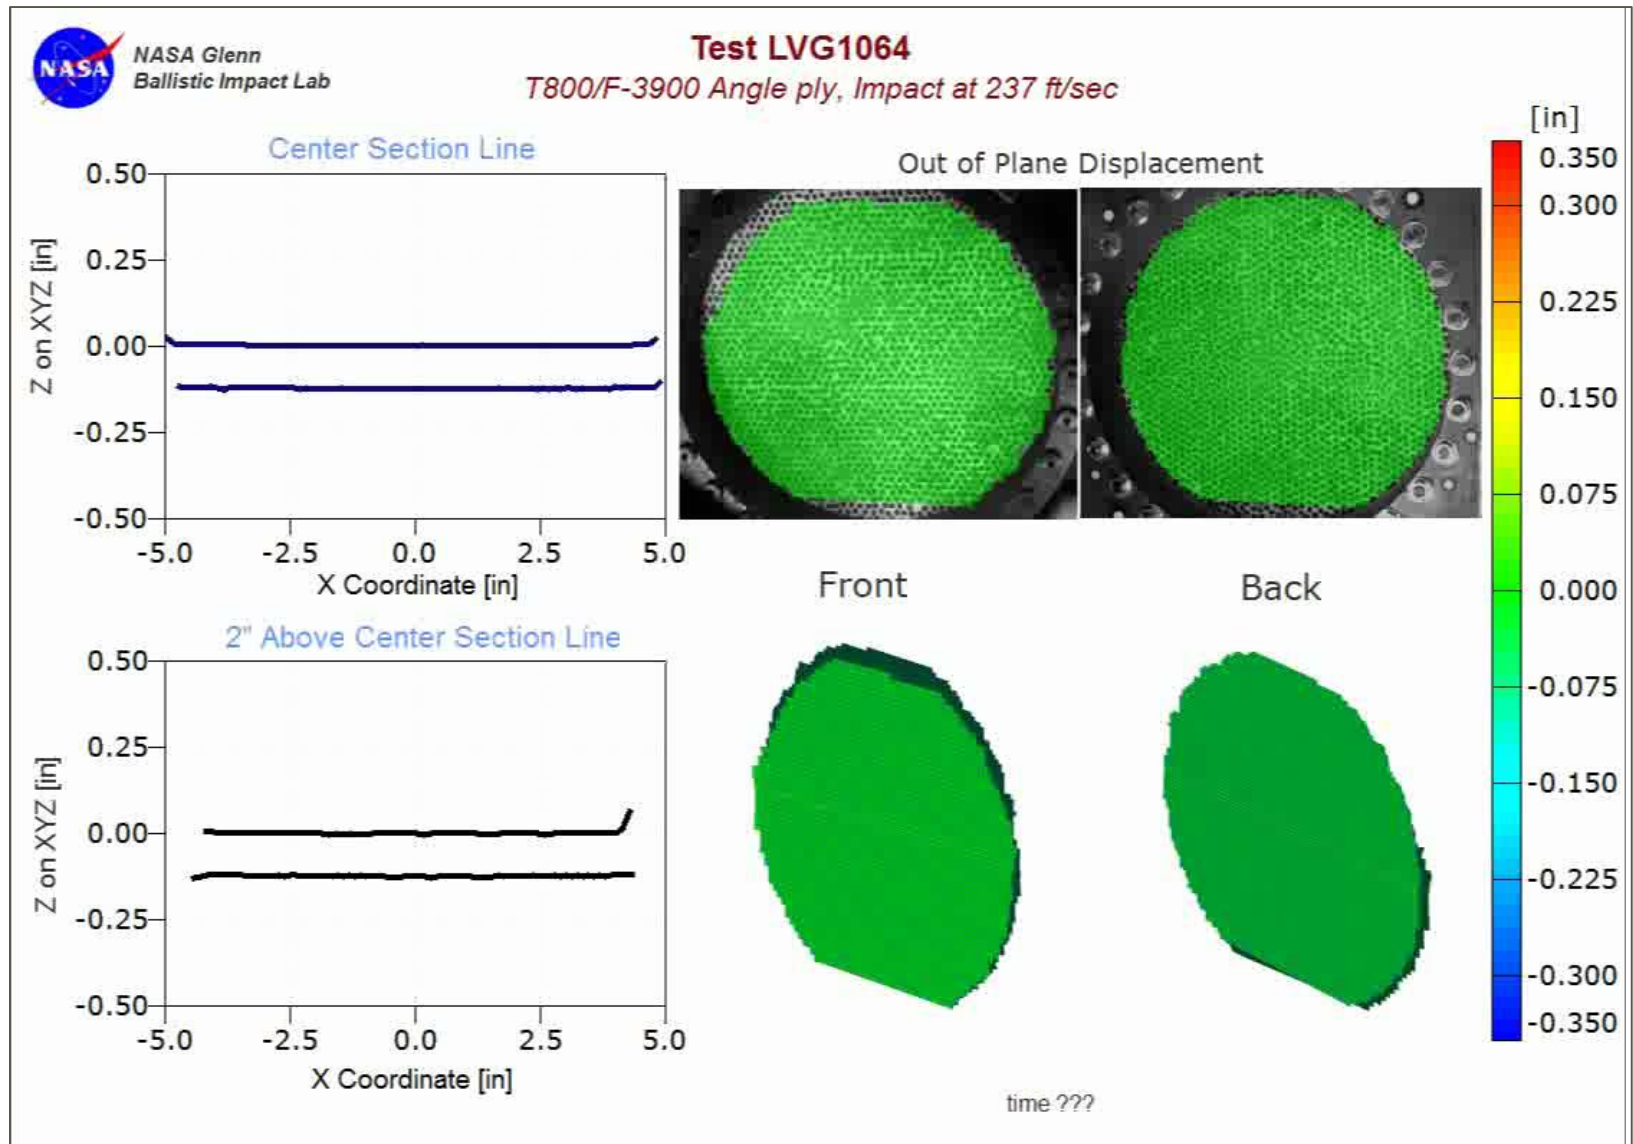 NASA
NASA Glenn
Ballistic Impact Lab
Test LVG1064
T800/F-3900 Angle ply, Impact at 237 ft/sec
Center Section Line
0.50
0.25
0.00
-0.25
-0.50
Z on XYZ [in]
-5.0 -2.5 0.0 2.5 5.0
X Coordinate [in]
Out of Plane Displacement
Front
Back
2" Above Center Section Line
0.50
0.25
0.00
-0.25
-0.50
Z on XYZ [in]
-5.0 -2.5 0.0 2.5 5.0
X Coordinate [in]
[in]
0.350
0.300
0.225
0.150
0.075
0.000
-0.075
-0.150
-0.225
-0.300
-0.350
time ???